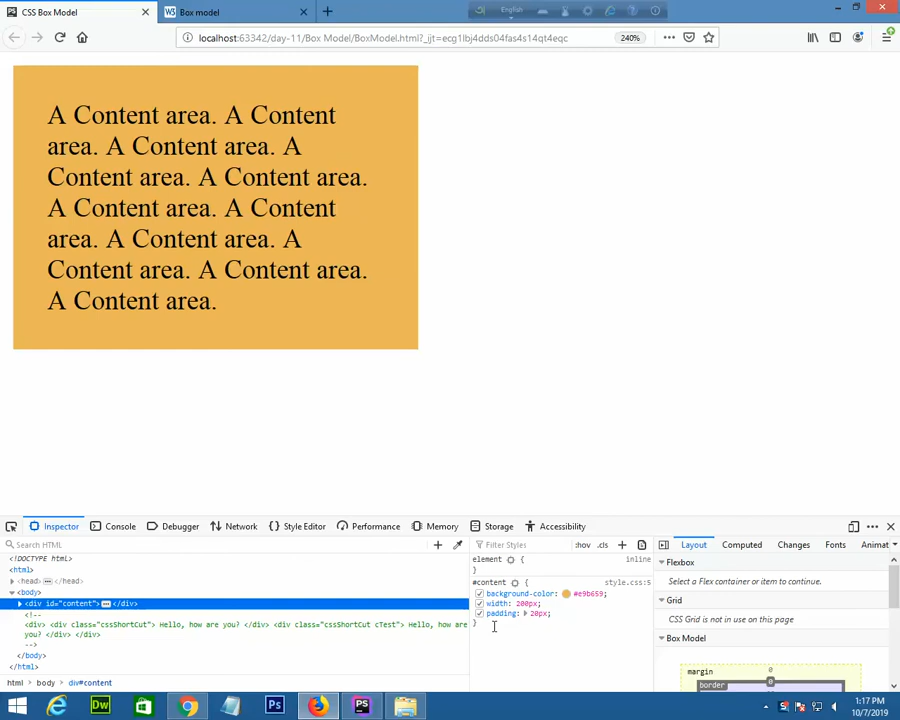 CSS Box Model
Box model
English
localhost:63342/day-11/Box Model/BoxModel.html?_ijt=ecg1lbj4dds04fas4s14qt4eqc
240%
A Content area. A Content
area. A Content area. A
Content area. A Content area.
A Content area. A Content
area. A Content area. A
Content area. A Content area.
A Content area.
Inspector Console Debugger Network Style Editor Performance Memory Storage Accessibility
Search HTML
Filter Styles :hov .cls
Layout Computed Changes Fonts Animat
<!DOCTYPE html>
<html>
<head> </head>
<body>
<div id="content"> </div>
<!--
<div> <div class="cssShortCut"> Hello, how are you? </div> <div class="cssShortCut cTest"> Hello, how are
you? </div> </div>
-->
</body>
</html>
html body div#content
element { inline
}
#content { style.css:5
background-color: #e9b659;
width: 200px;
padding: 20px;
}
Flexbox
Select a Flex container or item to continue.
Grid
CSS Grid is not in use on this page
Box Model
margin 0
border 0
Dw Ps PS
1:17 PM
10/7/2019